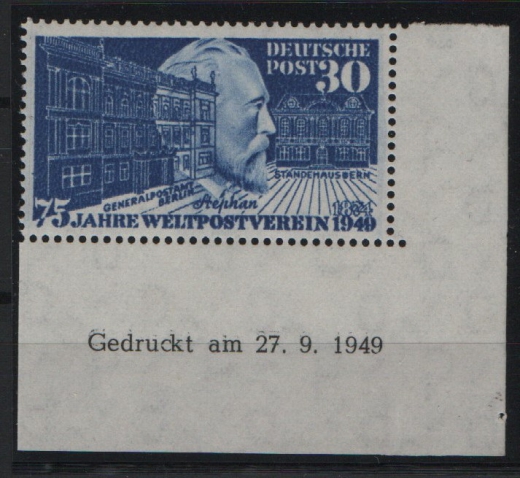 DEUTSCHE
POST 30
STÄNDEHAUS BERN
GENERALPOSTAMT
BERLIN
Stephan
1874
75 JAHRE WELTPOSTVEREIN 1949
Gedruckt am 27. 9. 1949